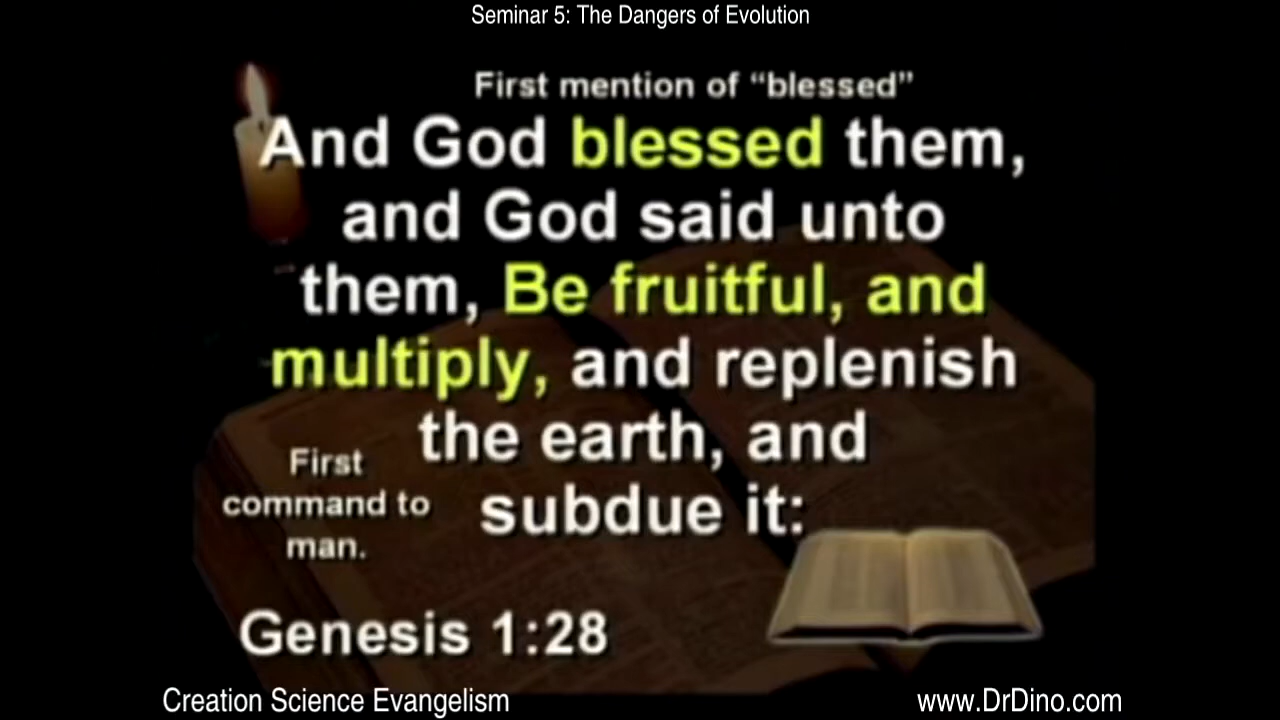 Seminar 5: The Dangers of Evolution
First mention of “blessed”
And God blessed them,
and God said unto
them, Be fruitful, and
multiply, and replenish
the earth, and
subdue it:
First
command to
man.
Genesis 1:28
Creation Science Evangelism
www.DrDino.com